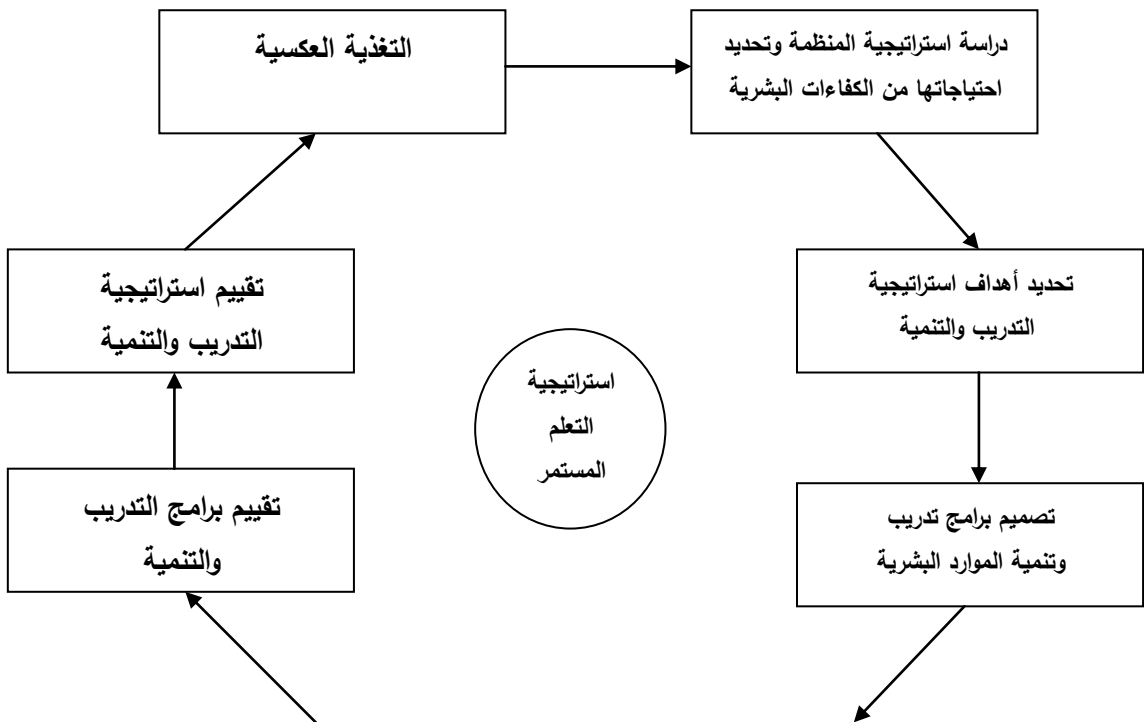 التغذية العكسية
دراسة استراتيجية المنظمة وتحديد
احتياجاتها من الكفاءات البشرية
تقييم استراتيجية
التدريب والتنمية
تحديد أهداف استراتيجية
التدريب والتنمية
استراتيجية
التعلم
المستمر
تقييم برامج التدريب
والتنمية
تصميم برامج تدريب
وتنمية الموارد البشرية